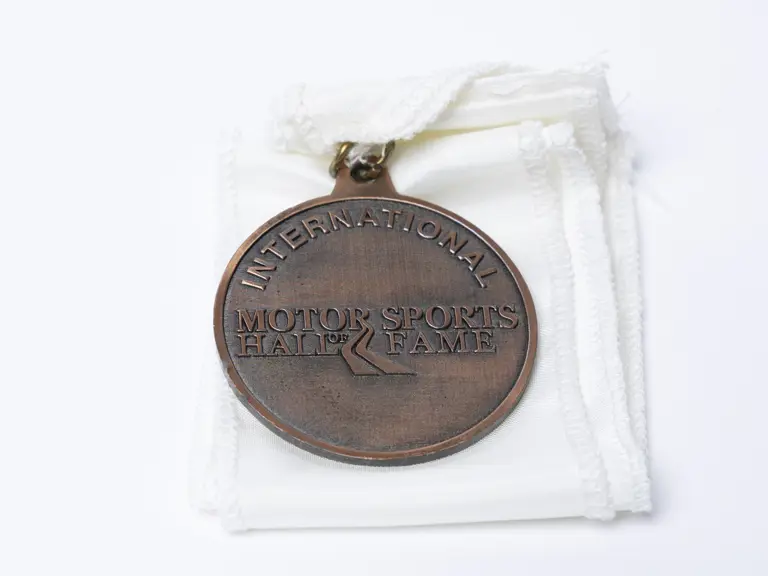 INTERNATIONAL
MOTOR SPORTS
HALL OF FAME